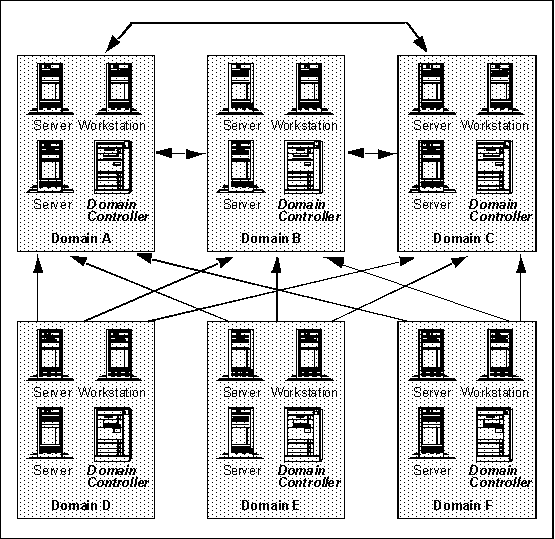 Server Workstation Server Workstation Server Workstation
Server Domain Controller Server Domain Controller Server Domain Controller
Domain A Domain B Domain C
Server Workstation Server Workstation Server Workstation
Server Domain Controller Server Domain Controller Server Domain Controller
Domain D Domain E Domain F